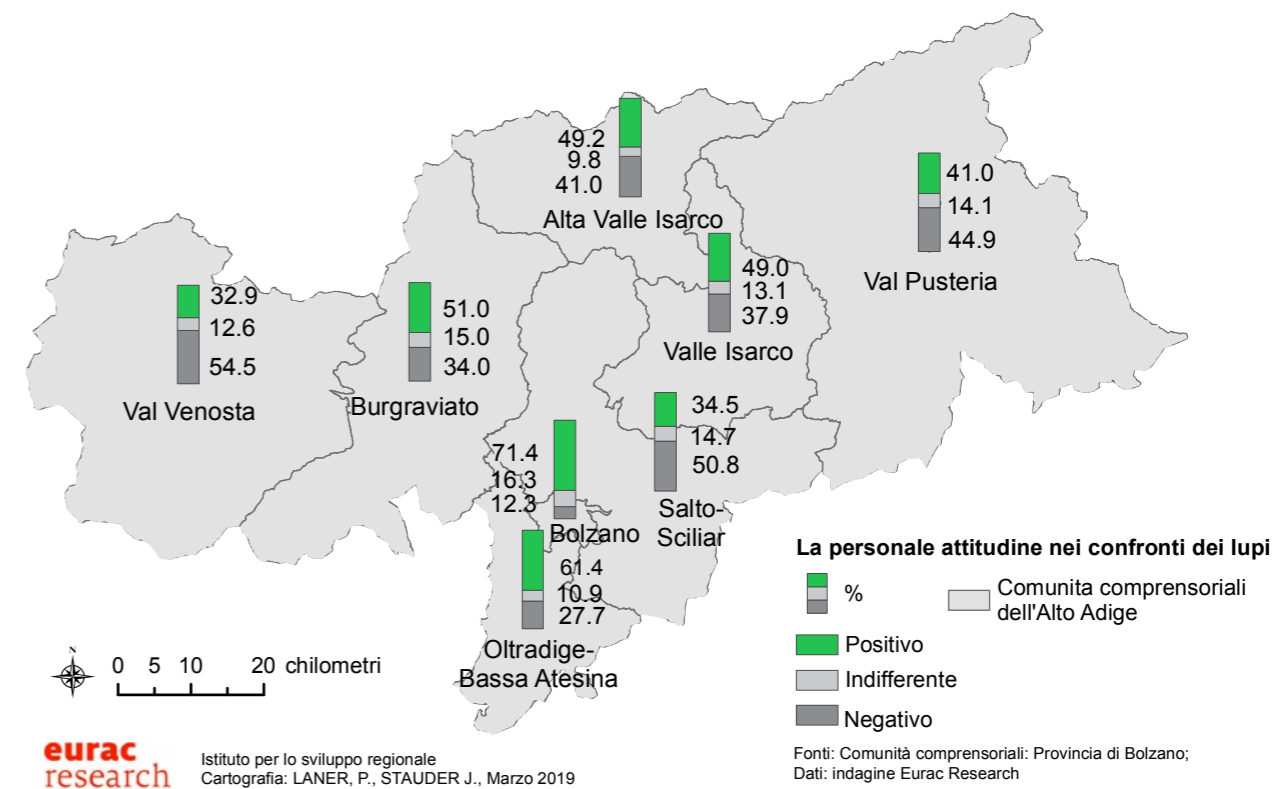 49.2
9.8
41.0
Alta Valle Isarco
41.0
14.1
44.9
Val Pusteria
49.0
13.1
37.9
Valle Isarco
32.9
12.6
54.5
Val Venosta
51.0
15.0
34.0
Burgraviato
34.5
14.7
50.8
Salto-
Sciliar
71.4
16.3
12.3
Bolzano
61.4
10.9
27.7
Oltradige-
Bassa Atesina
La personale attitudine nei confronti dei lupi
%
Comunita comprensoriali
dell'Alto Adige
Positivo
Indifferente
Negativo
N
0 5 10 20 chilometri
eurac
research
Istituto per lo sviluppo regionale
Cartografia: LANER, P., STAUDER J., Marzo 2019
Fonti: Comunità comprensoriali: Provincia di Bolzano;
Dati: indagine Eurac Research